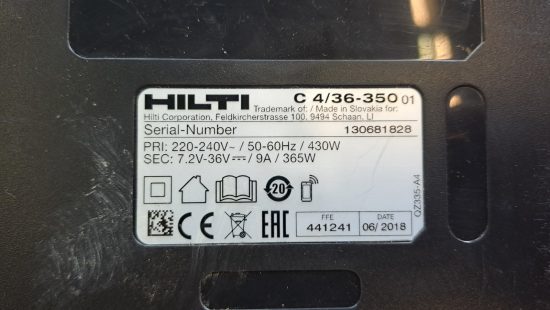 HILTI C 4/36-350 01
Trademark of: / Made in Slovakia for:
Hilti Corporation, Feldkircherstrasse 100, 9494 Schaan, LI
Serial-Number 130681828
PRI: 220-240V~ / 50-60Hz / 430W
SEC: 7.2V-36V⎓ / 9A / 365W
20
CE EAC
FFE DATE
441241 06/ 2018
QZ335-A4